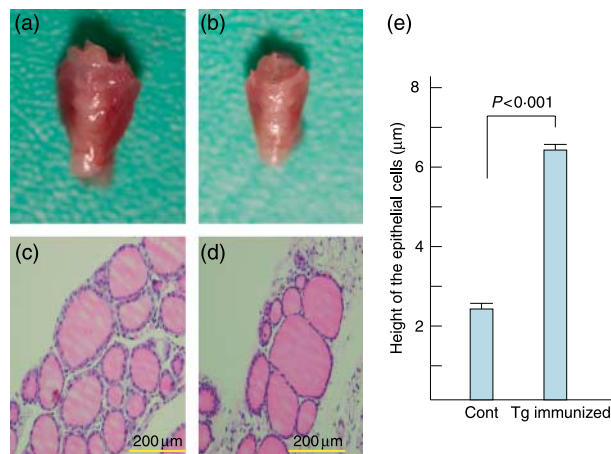 (a)
(b)
(c)
200 μm
(d)
200 μm
(e)
Height of the epithelial cells (μm)
8
6
4
2
P<0·001
Cont
Tg immunized